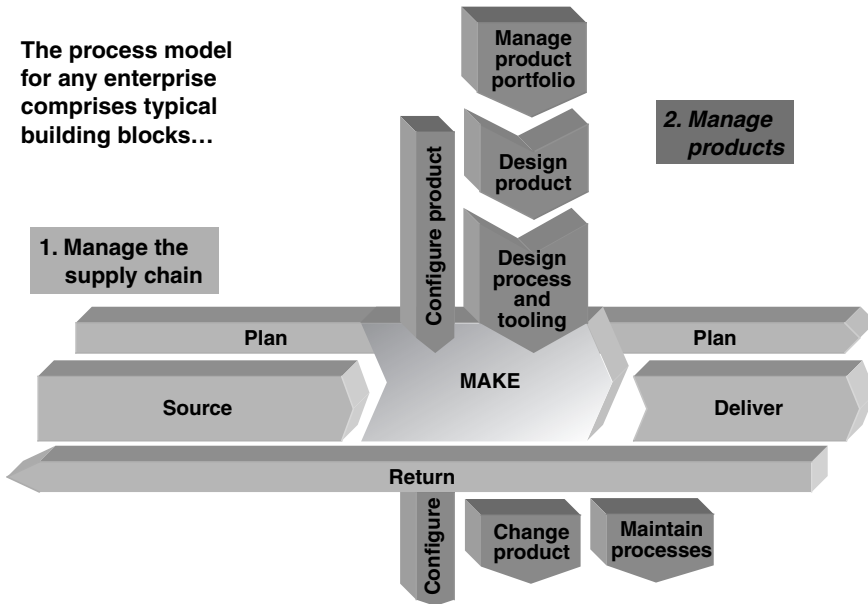 The process model
for any enterprise
comprises typical
building blocks...
Manage
product
portfolio
2. Manage
products
Configure product
Design
product
1. Manage the
supply chain
Design
process
and
tooling
Plan
Plan
MAKE
Source
Deliver
Return
Configure
Change
product
Maintain
processes